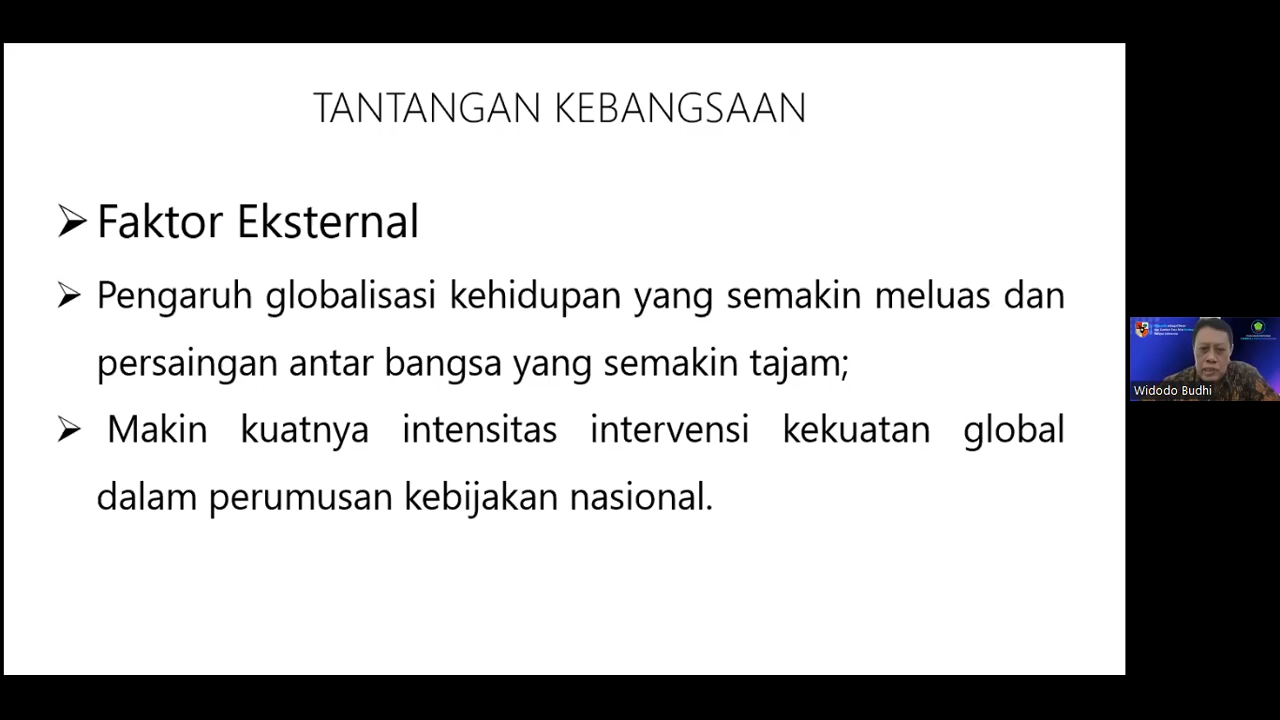 TANTANGAN KEBANGSAAN
Faktor Eksternal
Pengaruh globalisasi kehidupan yang semakin meluas dan
persaingan antar bangsa yang semakin tajam;
Makin kuatnya intensitas intervensi kekuatan global
dalam perumusan kebijakan nasional.
Widodo Budhi